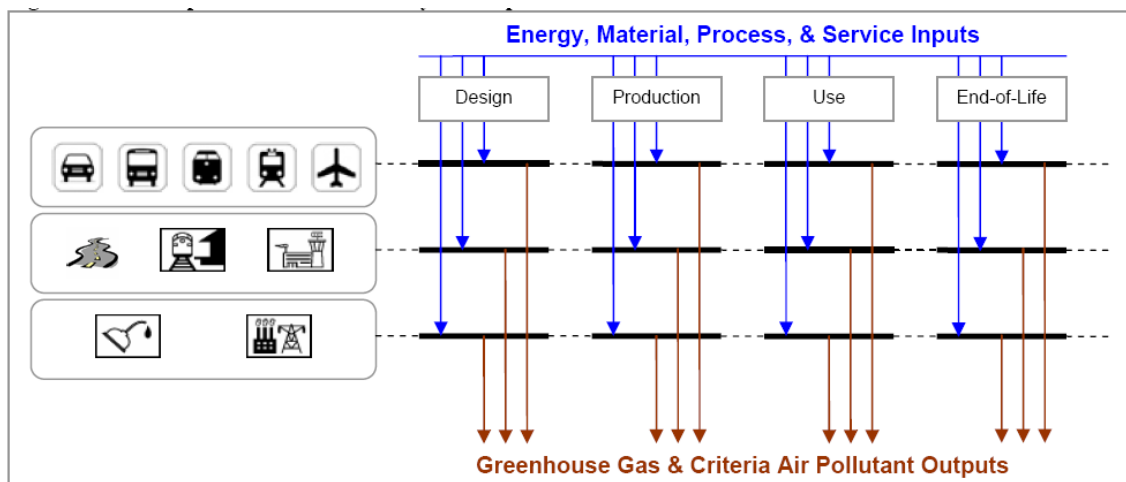 Energy, Material, Process, & Service Inputs
Design Production Use End-of-Life
Greenhouse Gas & Criteria Air Pollutant Outputs